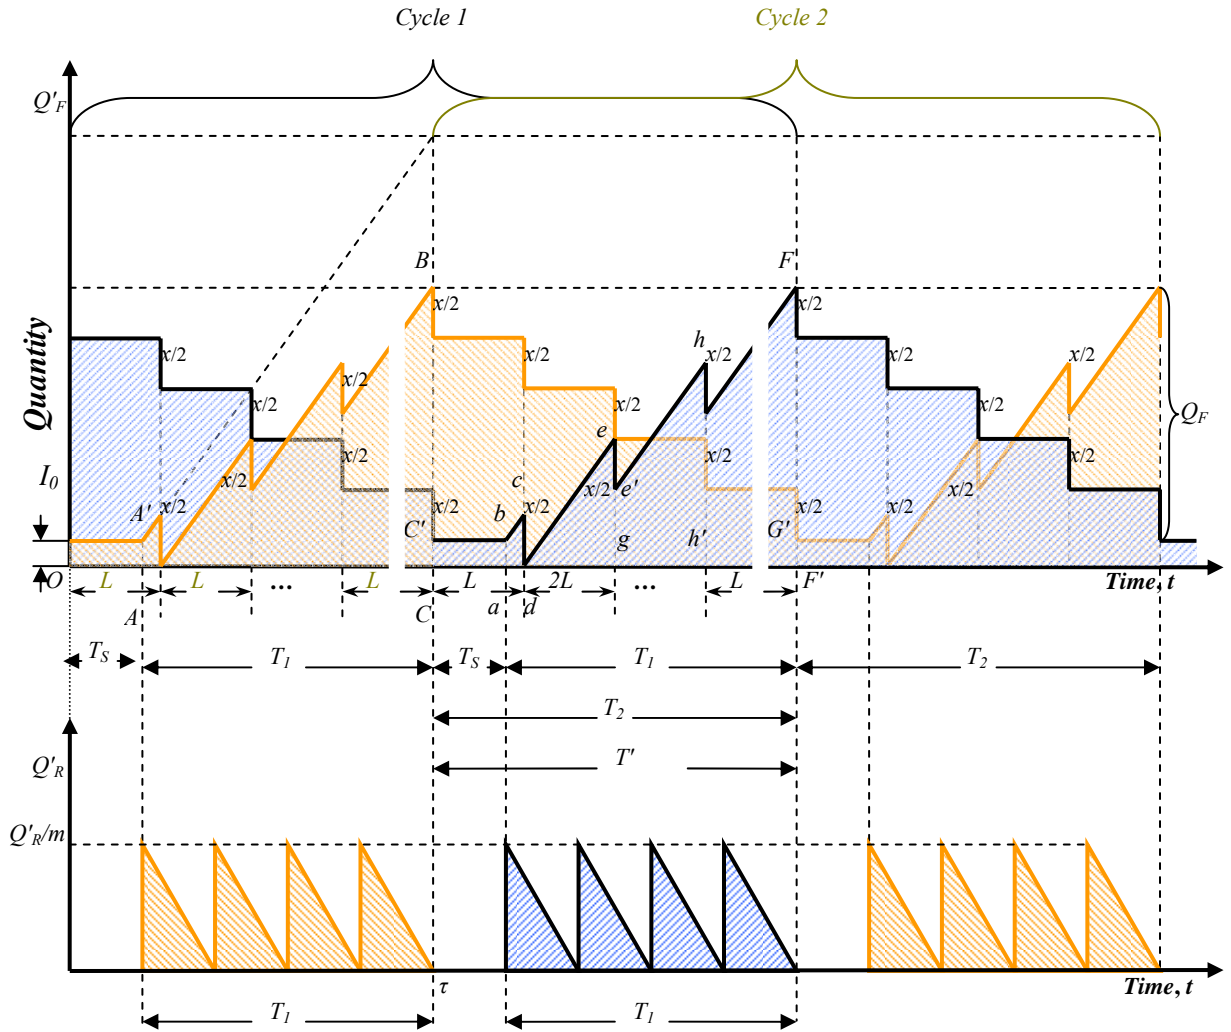 Cycle 1 Cycle 2
Q'F
B F
x/2 x/2
Quantity
x/2 x/2 h x/2 x/2 x/2
x/2 x/2 x/2 x/2 QF
e
I0 x/2 x/2 x/2 x/2
x/2 c x/2 e' x/2
A' x/2 x/2 C' b x/2 G' x/2 x/2
g h'
O L L ... L L 2L ... L F' Time, t
A C a d
TS T1 TS T1 T2
T2
Q'R T'
Q'R/m
τ Time, t
T1 T1